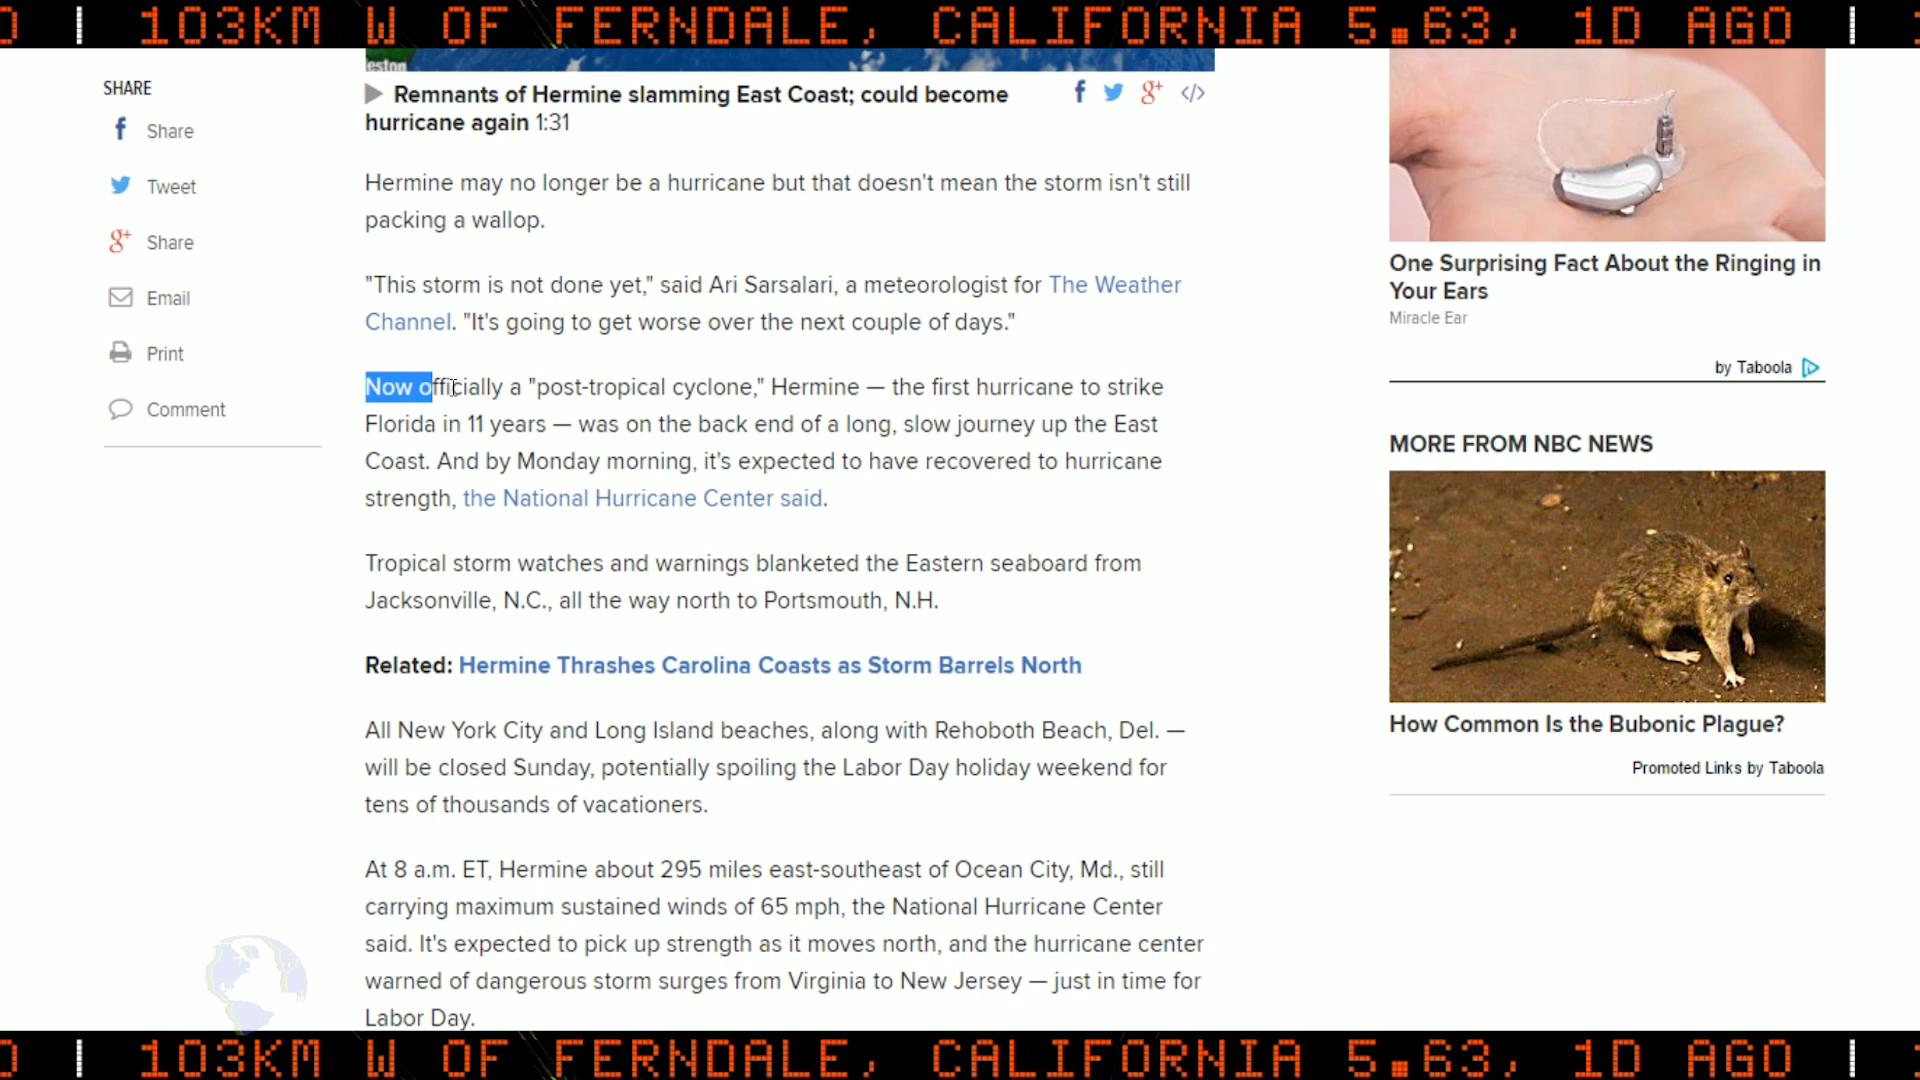 D | 103KM W OF FERNDALE, CALIFORNIA 5.63, 1D AGO |
eston
SHARE
Share
Tweet
Share
Email
Print
Comment
Remnants of Hermine slamming East Coast; could become
hurricane again 1:31
Hermine may no longer be a hurricane but that doesn't mean the storm isn't still
packing a wallop.
"This storm is not done yet," said Ari Sarsalari, a meteorologist for The Weather
Channel. "It's going to get worse over the next couple of days."
Now officially a "post-tropical cyclone," Hermine — the first hurricane to strike
Florida in 11 years — was on the back end of a long, slow journey up the East
Coast. And by Monday morning, it's expected to have recovered to hurricane
strength, the National Hurricane Center said.
Tropical storm watches and warnings blanketed the Eastern seaboard from
Jacksonville, N.C., all the way north to Portsmouth, N.H.
Related: Hermine Thrashes Carolina Coasts as Storm Barrels North
All New York City and Long Island beaches, along with Rehoboth Beach, Del. —
will be closed Sunday, potentially spoiling the Labor Day holiday weekend for
tens of thousands of vacationers.
At 8 a.m. ET, Hermine about 295 miles east-southeast of Ocean City, Md., still
carrying maximum sustained winds of 65 mph, the National Hurricane Center
said. It's expected to pick up strength as it moves north, and the hurricane center
warned of dangerous storm surges from Virginia to New Jersey — just in time for
Labor Day.
One Surprising Fact About the Ringing in
Your Ears
Miracle Ear
by Taboola
MORE FROM NBC NEWS
How Common Is the Bubonic Plague?
Promoted Links by Taboola
D | 103KM W OF FERNDALE, CALIFORNIA 5.63, 1D AGO |